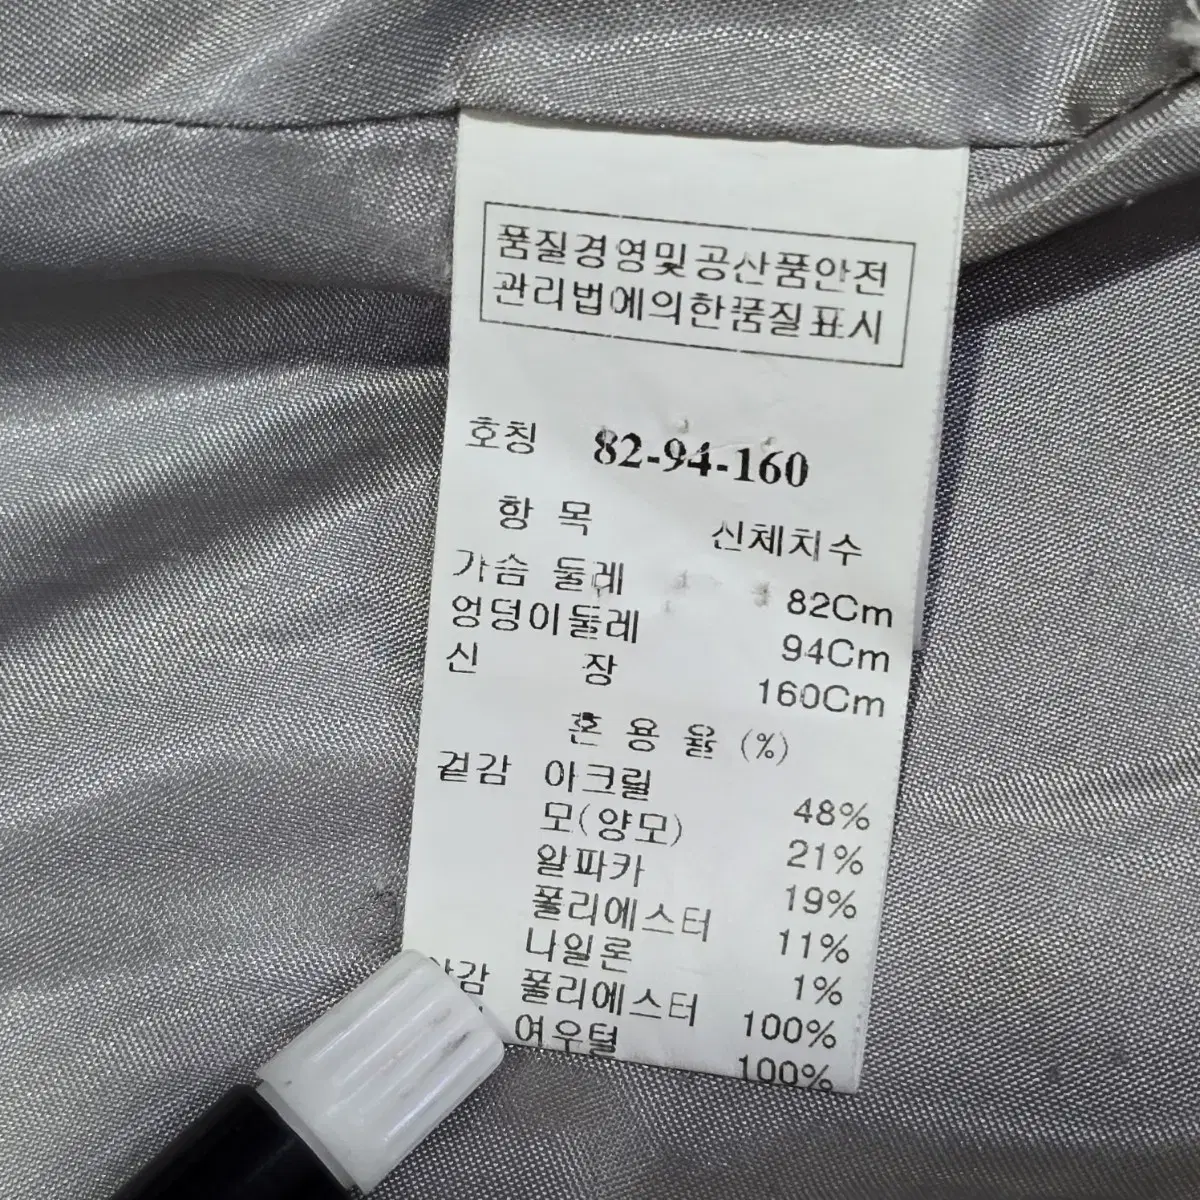 품질경영및공산품안전
관리법에의한품질표시
호칭 82-94-160
항 목 신체치수
가슴 둘레 82Cm
엉덩이둘레 94Cm
신 장 160Cm
혼 용 율 (%)
겉감 아크릴 48%
모(양모) 21%
알파카 19%
폴리에스터 11%
나일론 1%
안감 폴리에스터 100%
여우털 100%